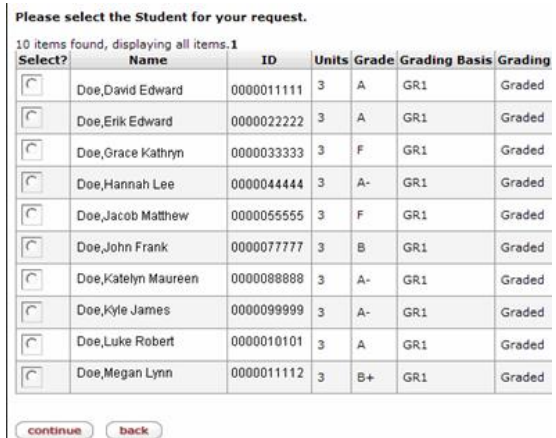 Please select the Student for your request.
10 items found, displaying all items.1
Select? Name ID Units Grade Grading Basis Grading
Doe,David Edward 0000011111 3 A GR1 Graded
Doe,Erik Edward 0000022222 3 A GR1 Graded
Doe,Grace Kathryn 0000033333 3 F GR1 Graded
Doe,Hannah Lee 0000044444 3 A- GR1 Graded
Doe,Jacob Matthew 0000055555 3 F GR1 Graded
Doe,John Frank 0000077777 3 B GR1 Graded
Doe,Katelyn Maureen 0000088888 3 A- GR1 Graded
Doe,Kyle James 0000099999 3 A- GR1 Graded
Doe,Luke Robert 0000010101 3 A GR1 Graded
Doe,Megan Lynn 0000011112 3 B+ GR1 Graded
continue back